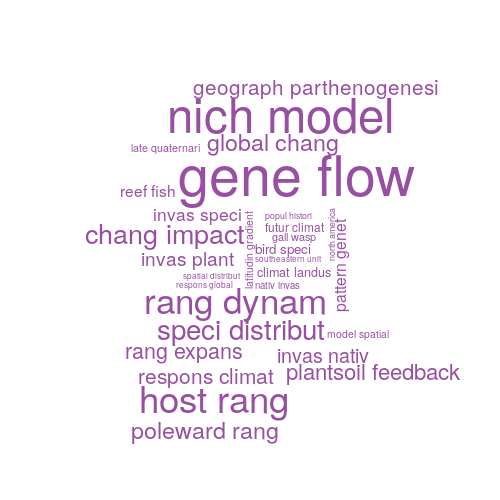 geograph parthenogenesi
nich model
late quaternari
global chang
gene flow
reef fish
invas speci
popul histori
north america
latitudin gradient
pattern genet
futur climat
chang impact
gall wasp
bird speci
invas plant
southeastern unit
climat landus
spatial distribut
respons global
nativ invas
rang dynam
speci distribut
model spatial
rang expans
invas nativ
respons climat
plantsoil feedback
host rang
poleward rang